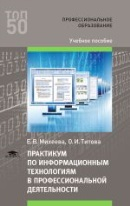 ТОП
50
ПРОФЕССИОНАЛЬНОЕ
ОБРАЗОВАНИЕ
Учебное пособие
Е. В. Михеева, О. И. Титова
ПРАКТИКУМ
ПО ИНФОРМАЦИОННЫМ
ТЕХНОЛОГИЯМ
В ПРОФЕССИОНАЛЬНОЙ
ДЕЯТЕЛЬНОСТИ